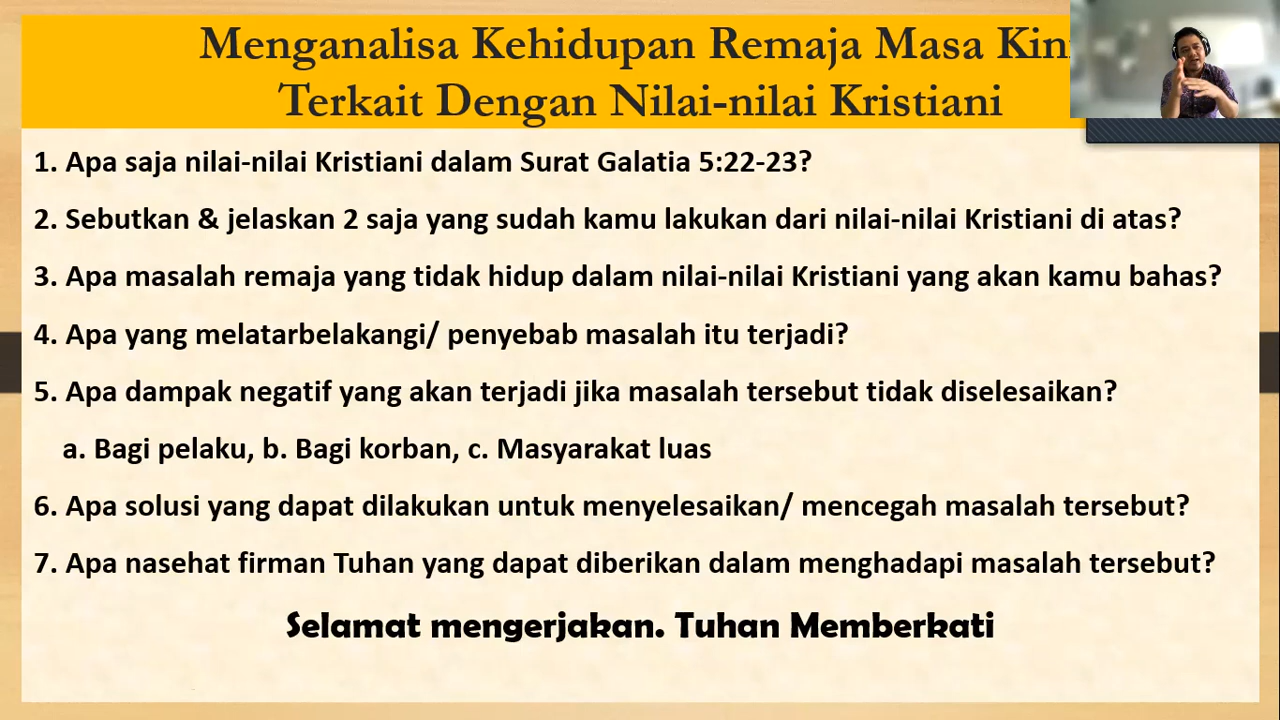 Menganalisa Kehidupan Remaja Masa Kini
Terkait Dengan Nilai-nilai Kristiani
1. Apa saja nilai-nilai Kristiani dalam Surat Galatia 5:22-23?
2. Sebutkan & jelaskan 2 saja yang sudah kamu lakukan dari nilai-nilai Kristiani di atas?
3. Apa masalah remaja yang tidak hidup dalam nilai-nilai Kristiani yang akan kamu bahas?
4. Apa yang melatarbelakangi/ penyebab masalah itu terjadi?
5. Apa dampak negatif yang akan terjadi jika masalah tersebut tidak diselesaikan?
a. Bagi pelaku, b. Bagi korban, c. Masyarakat luas
6. Apa solusi yang dapat dilakukan untuk menyelesaikan/ mencegah masalah tersebut?
7. Apa nasehat firman Tuhan yang dapat diberikan dalam menghadapi masalah tersebut?
Selamat mengerjakan. Tuhan Memberkati